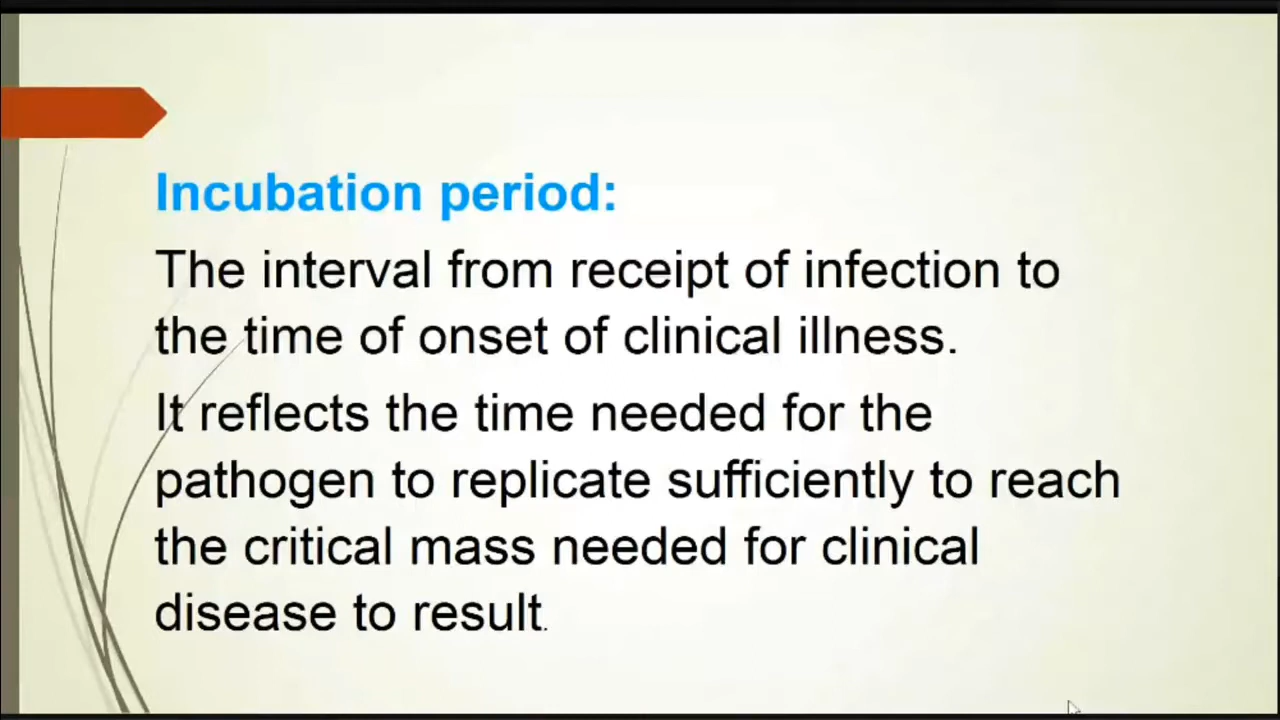 Incubation period:
The interval from receipt of infection to
the time of onset of clinical illness.
It reflects the time needed for the
pathogen to replicate sufficiently to reach
the critical mass needed for clinical
disease to result.